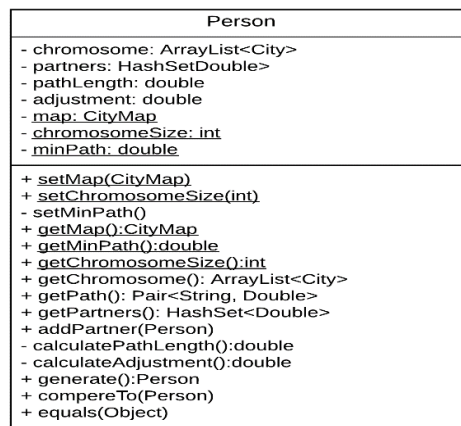 Person
- chromosome: ArrayList<City>
- partners: HashSetDouble>
- pathLength: double
- adjustment: double
- map: CityMap
- chromosomeSize: int
- minPath: double
+ setMap(CityMap)
+ setChromosomeSize(int)
- setMinPath()
+ getMap():CityMap
+ getMinPath():double
+ getChromosomeSize():int
+ getChromosome(): ArrayList<City>
+ getPath(): Pair<String, Double>
+ getPartners(): HashSet<Double>
+ addPartner(Person)
- calculatePathLength():double
- calculateAdjustment():double
+ generate():Person
+ compereTo(Person)
+ equals(Object)